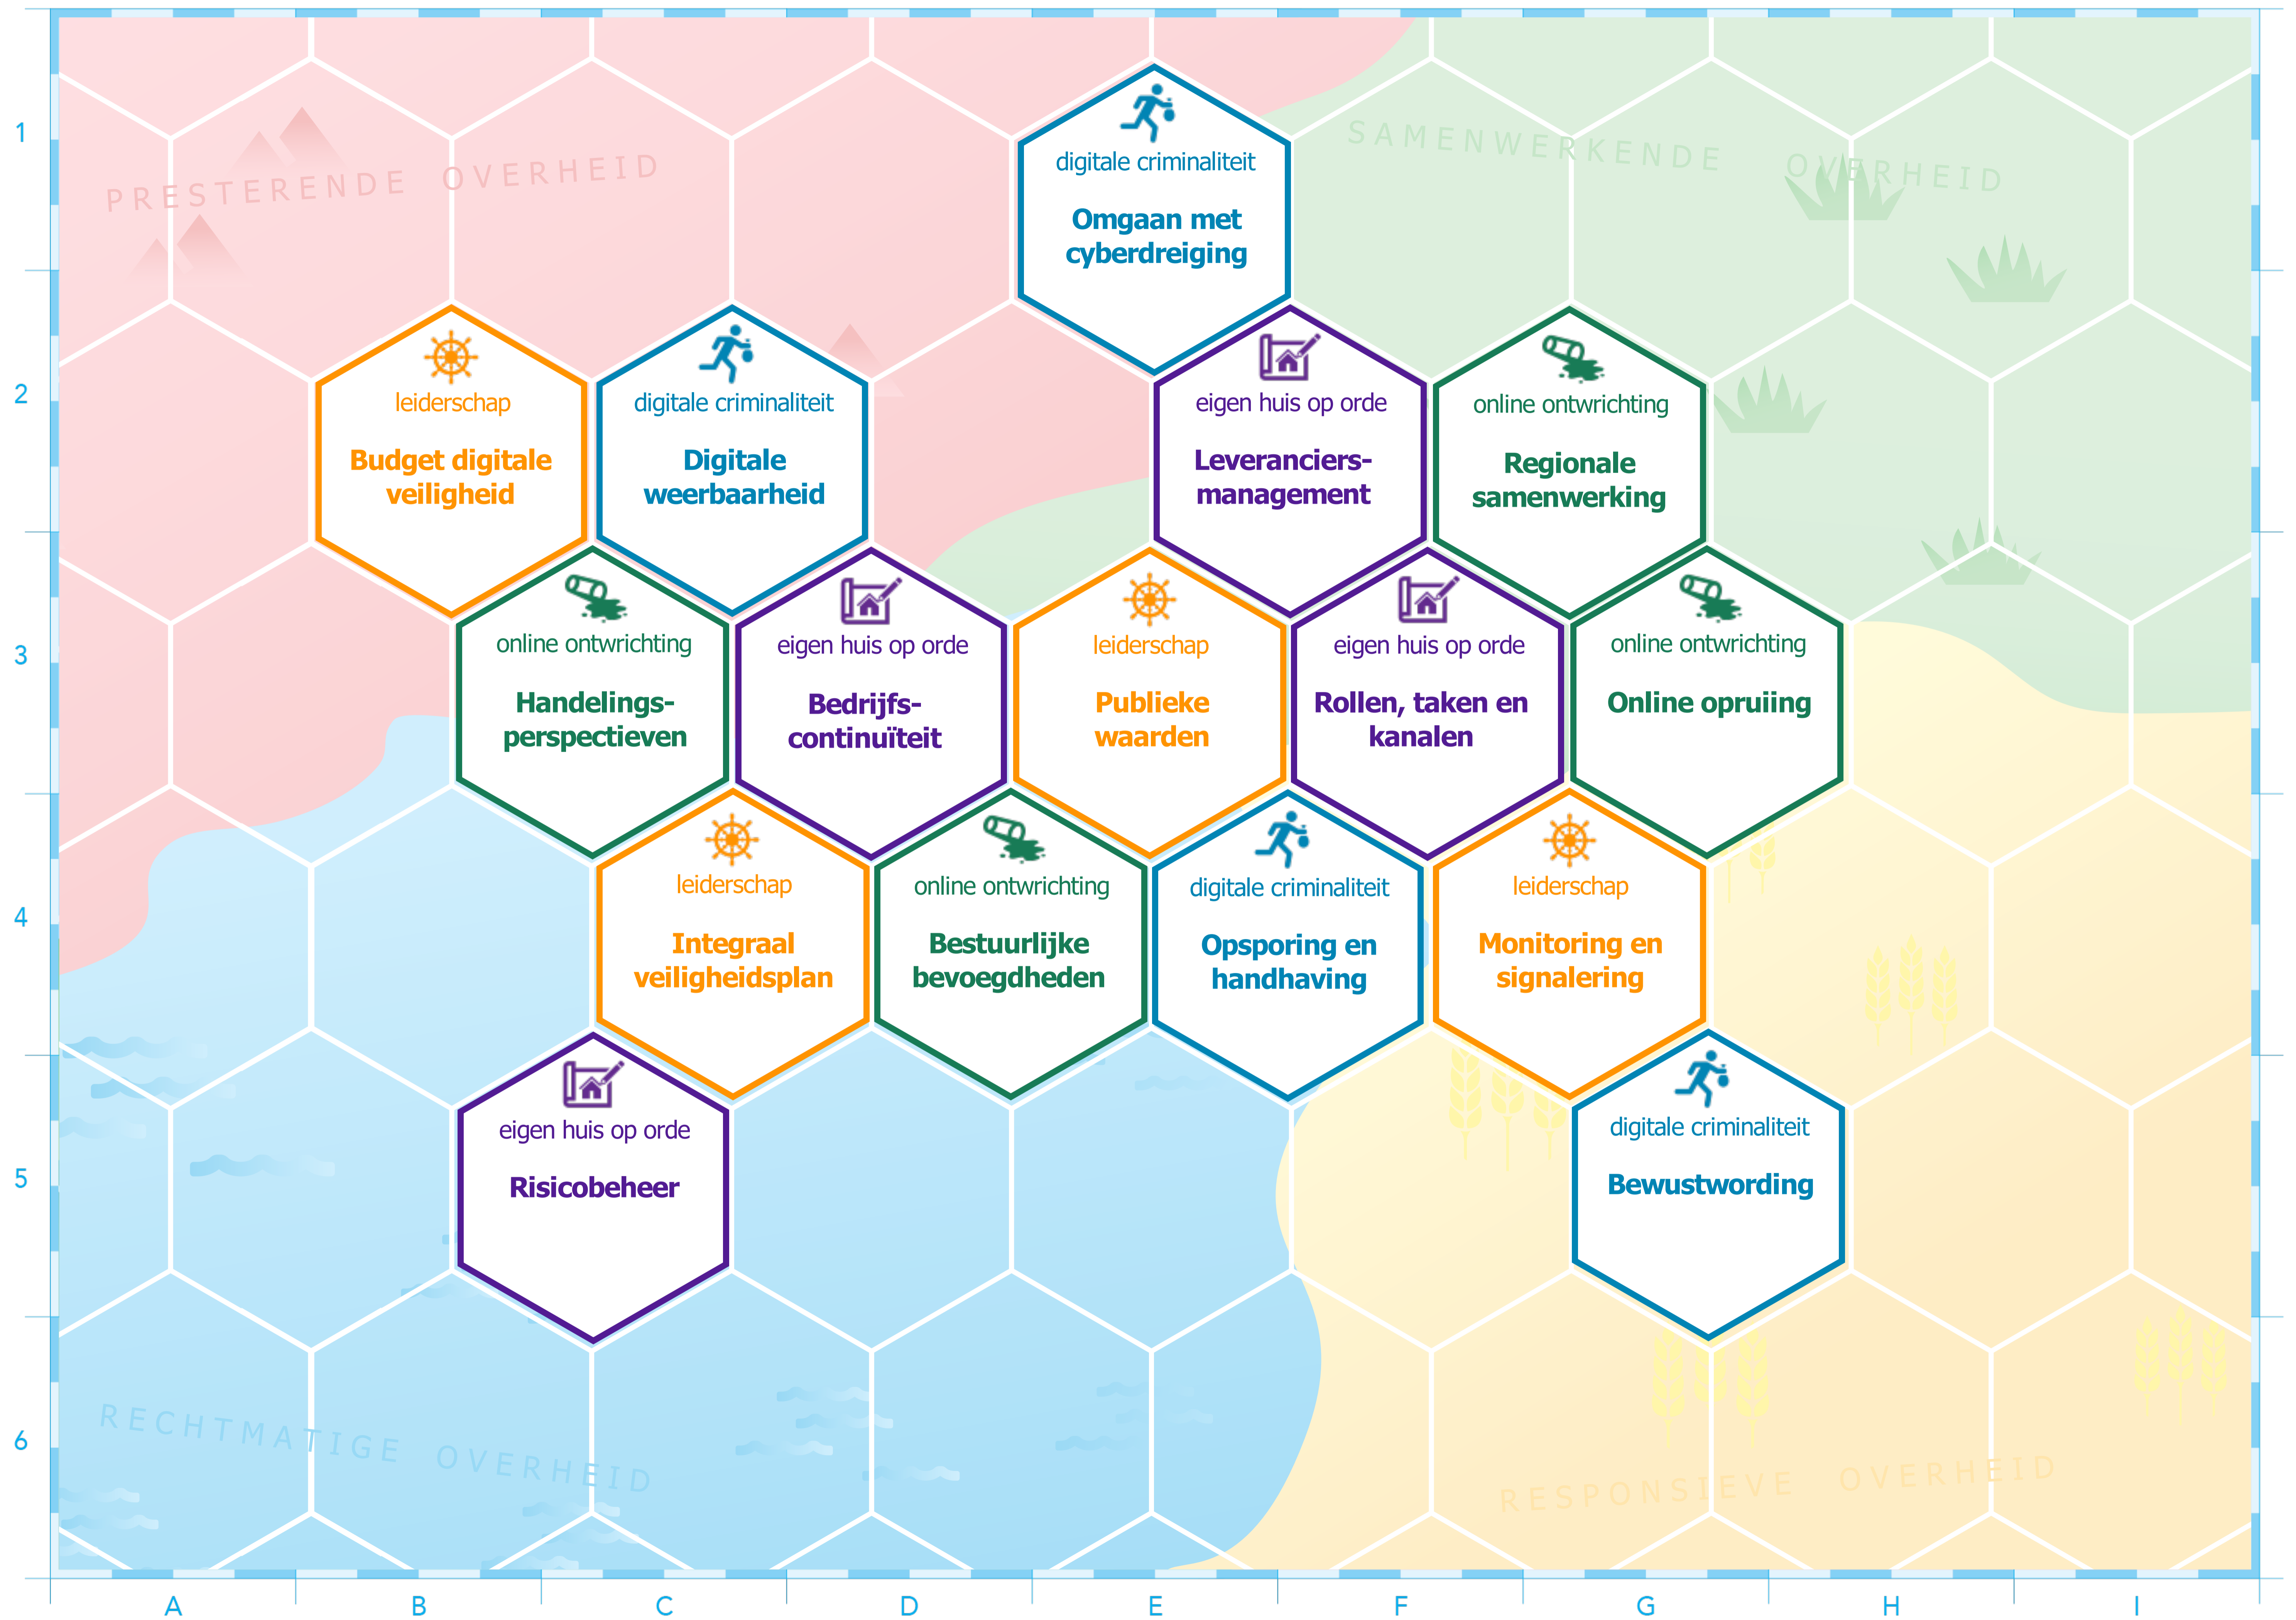 1
PRESTERENDE OVERHEID
SAMENWERKENDE OVERHEID
digitale criminaliteit
Omgaan met
cyberdreiging
2
leiderschap
Budget digitale
veiligheid
digitale criminaliteit
Digitale
weerbaarheid
eigen huis op orde
Leveranciers-
management
online ontwrichting
Regionale
samenwerking
3
online ontwrichting
Handelings-
perspectieven
eigen huis op orde
Bedrijfs-
continuïteit
leiderschap
Publieke
waarden
eigen huis op orde
Rollen, taken en
kanalen
online ontwrichting
Online opruiing
4
leiderschap
Integraal
veiligheidsplan
online ontwrichting
Bestuurlijke
bevoegdheden
digitale criminaliteit
Opsporing en
handhaving
leiderschap
Monitoring en
signalering
5
eigen huis op orde
Risicobeheer
digitale criminaliteit
Bewustwording
6
RECHTMATIGE OVERHEID
RESPONSIEVE OVERHEID
A B C D E F G H I